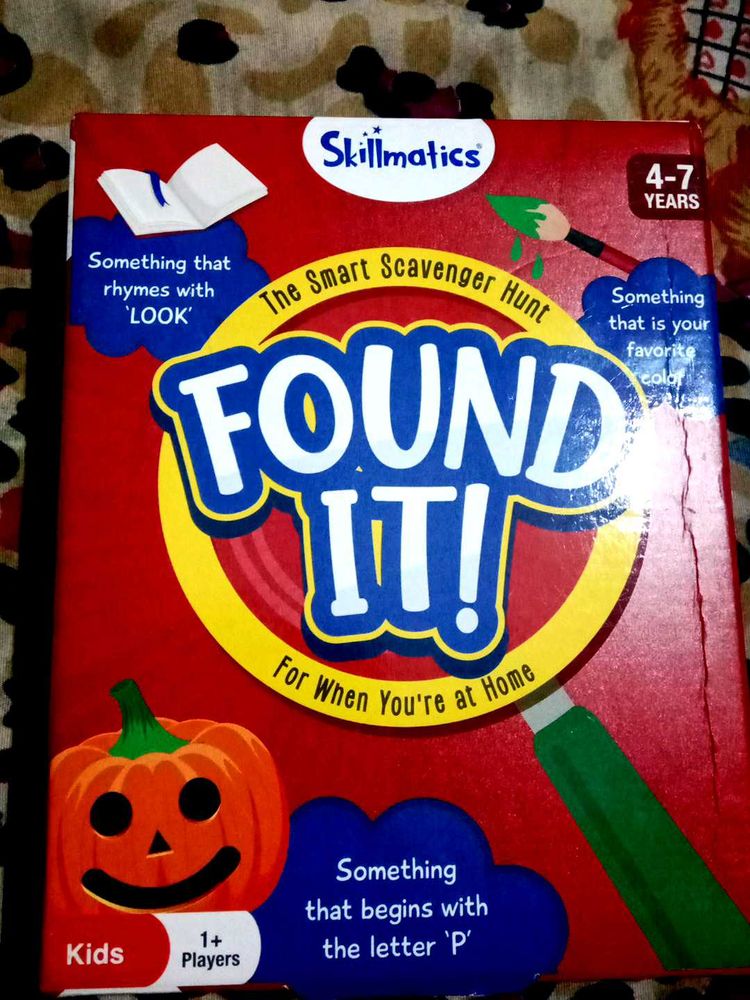 Skillmatics
4-7
YEARS
Something that
rhymes with
'LOOK'
Something
that is your
favorite
color
The Smart Scavenger Hunt
FOUND
IT!
For When You're at Home
Something
that begins with
the letter 'P'
Kids
1+
Players